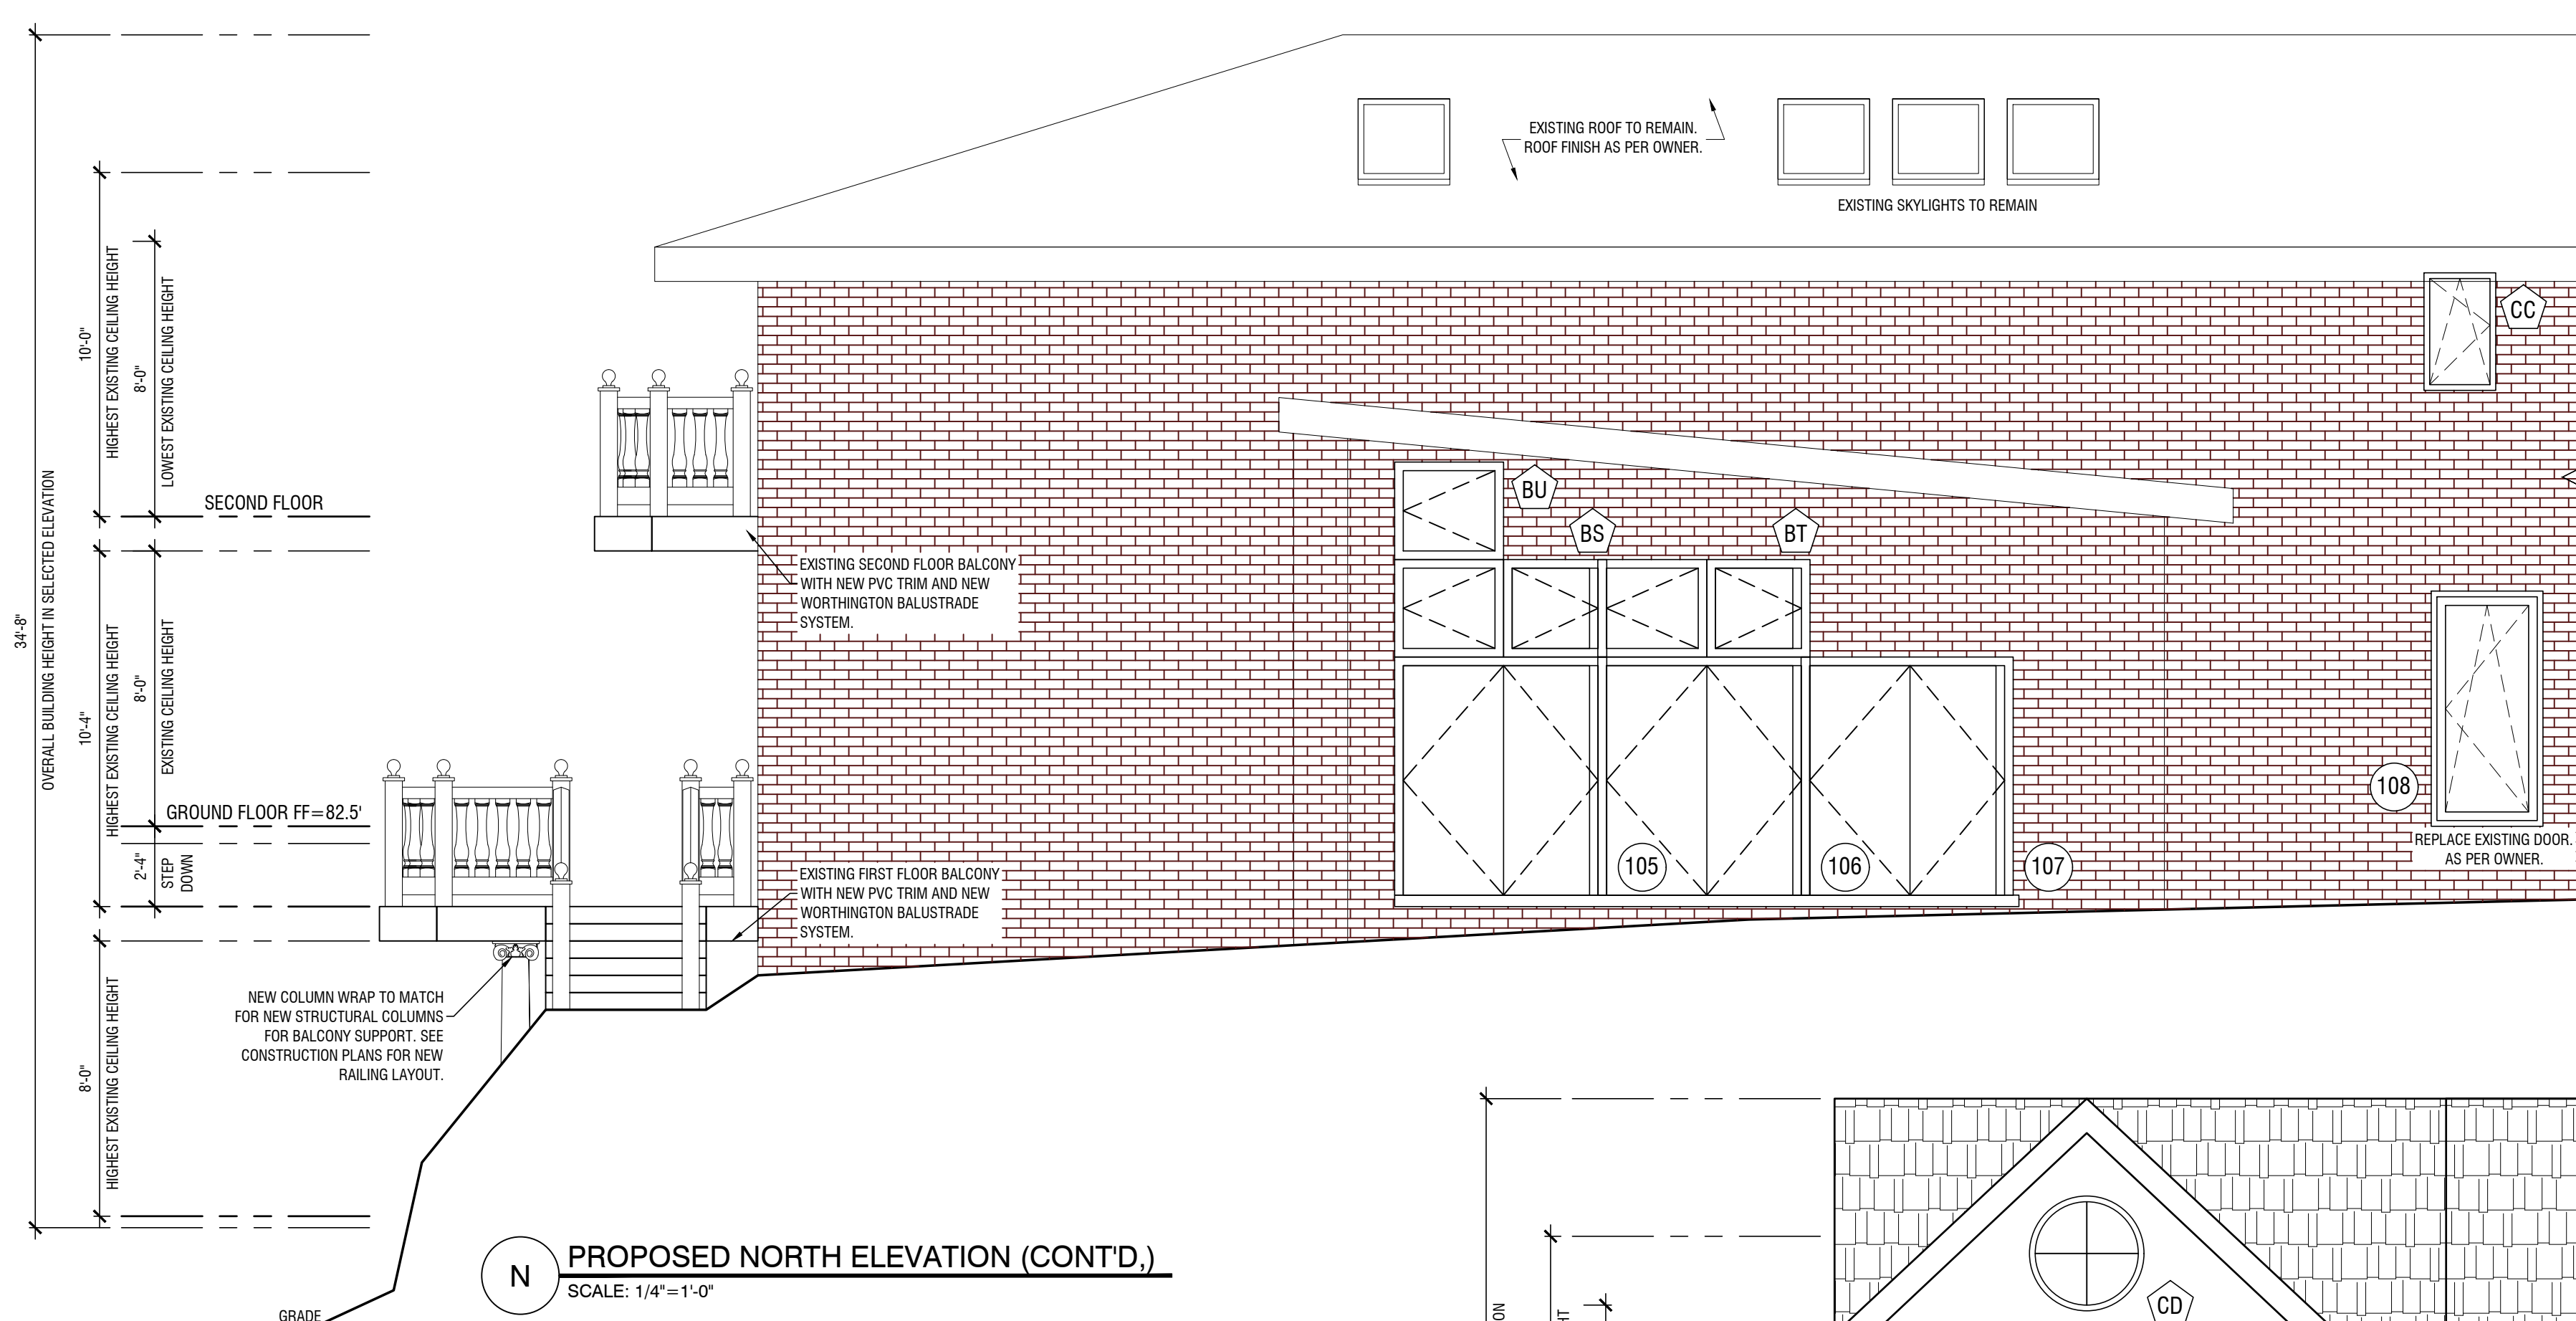 34'-8"
OVERALL BUILDING HEIGHT IN SELECTED ELEVATION
10'-0"
HIGHEST EXISTING CEILING HEIGHT
8'-0"
LOWEST EXISTING CEILING HEIGHT
SECOND FLOOR
10'-4"
HIGHEST EXISTING CEILING HEIGHT
8'-0"
EXISTING CEILING HEIGHT
GROUND FLOOR FF=82.5'
2'-4"
STEP
DOWN
8'-0"
HIGHEST EXISTING CEILING HEIGHT
EXISTING ROOF TO REMAIN.
ROOF FINISH AS PER OWNER.
EXISTING SKYLIGHTS TO REMAIN
CC
BU
BS
BT
EXISTING SECOND FLOOR BALCONY
WITH NEW PVC TRIM AND NEW
WORTHINGTON BALUSTRADE
SYSTEM.
EXISTING FIRST FLOOR BALCONY
WITH NEW PVC TRIM AND NEW
WORTHINGTON BALUSTRADE
SYSTEM.
105
106
107
108
REPLACE EXISTING DOOR.
AS PER OWNER.
NEW COLUMN WRAP TO MATCH
FOR NEW STRUCTURAL COLUMNS
FOR BALCONY SUPPORT. SEE
CONSTRUCTION PLANS FOR NEW
RAILING LAYOUT.
N
PROPOSED NORTH ELEVATION (CONT'D,)
SCALE: 1/4"=1'-0"
GRADE
ON
HT
CD